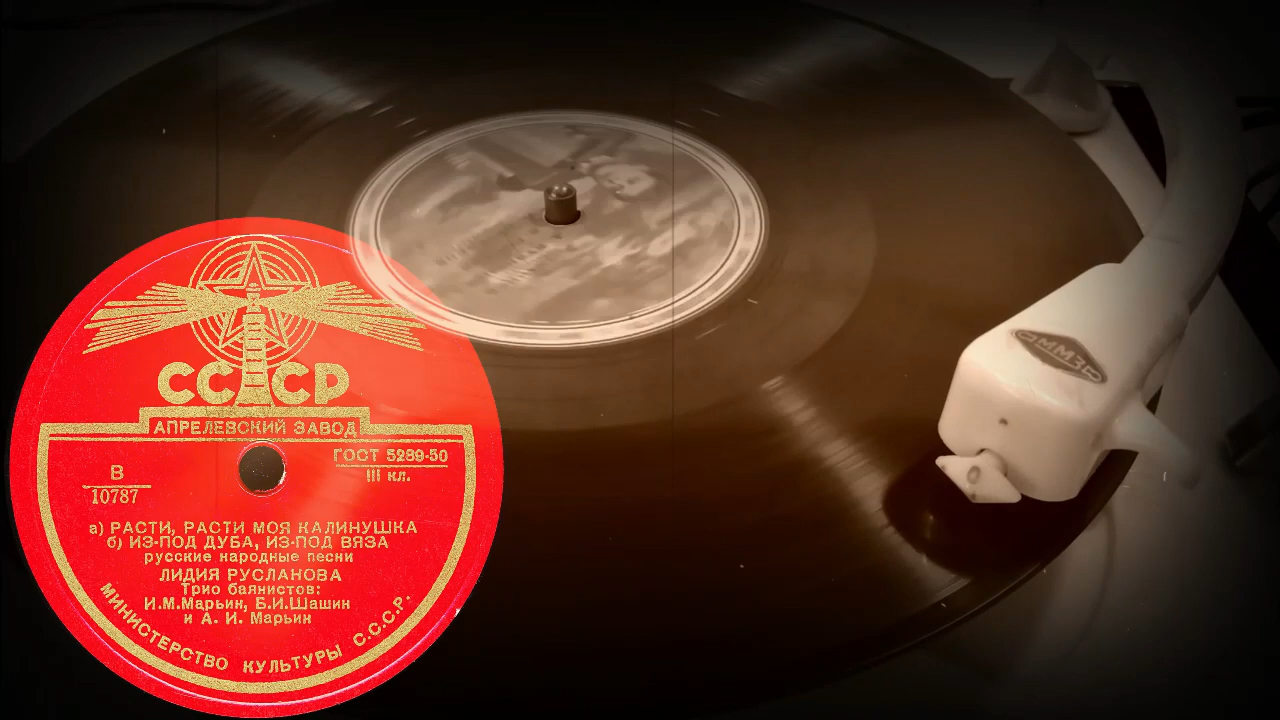 СССР
АПРЕЛЕВСКИЙ ЗАВОД
ГОСТ 5289-50
III кл.
В
10787
а) РАСТИ, РАСТИ МОЯ КАЛИНУШКА
б) ИЗ-ПОД ДУБА, ИЗ-ПОД ВЯЗА
русские народные песни
ЛИДИЯ РУСЛАНОВА
Трио баянистов:
И.М.Марьин, Б.И.Шашин
и А. И. Марьин
МИНИСТЕРСТВО КУЛЬТУРЫ С.С.С.Р.
ММЗ